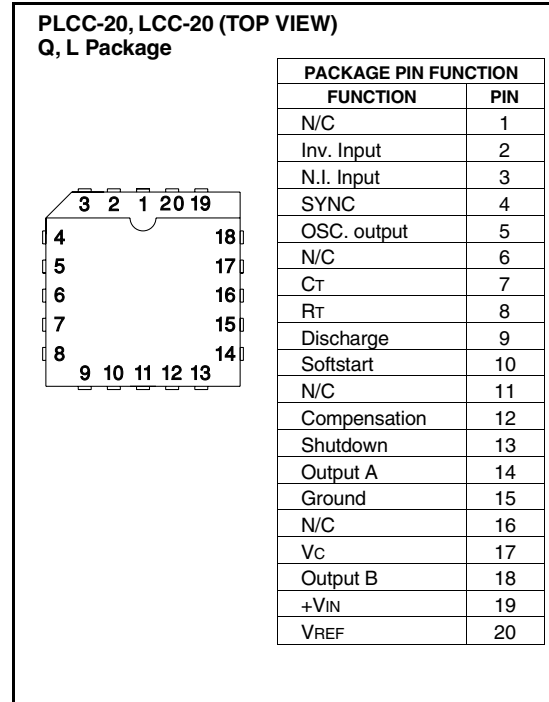 PLCC-20, LCC-20 (TOP VIEW)
Q, L Package
3 2 1 20 19
4 18
5 17
6 16
7 15
8 14
9 10 11 12 13
PACKAGE PIN FUNCTION
FUNCTION PIN
N/C 1
Inv. Input 2
N.I. Input 3
SYNC 4
OSC. output 5
N/C 6
CT 7
RT 8
Discharge 9
Softstart 10
N/C 11
Compensation 12
Shutdown 13
Output A 14
Ground 15
N/C 16
VC 17
Output B 18
+VIN 19
VREF 20